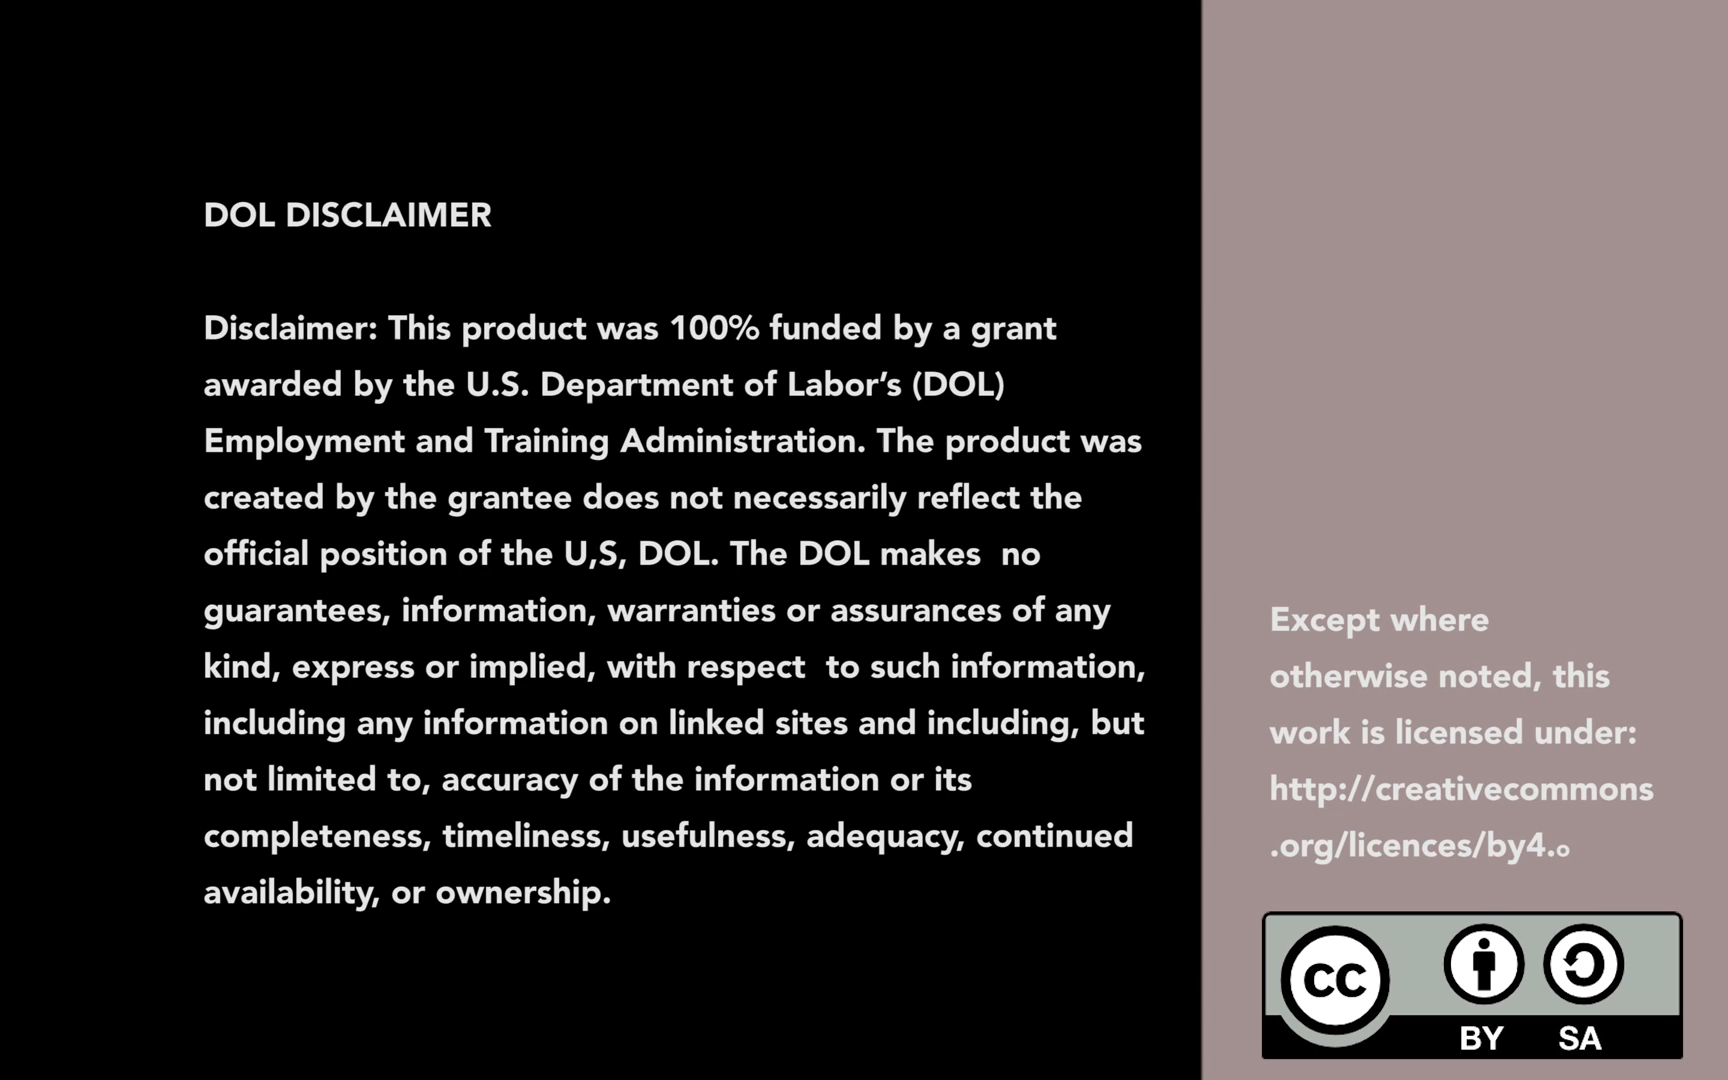 DOL DISCLAIMER
Disclaimer: This product was 100% funded by a grant
awarded by the U.S. Department of Labor’s (DOL)
Employment and Training Administration. The product was
created by the grantee does not necessarily reflect the
official position of the U,S, DOL. The DOL makes  no
guarantees, information, warranties or assurances of any
kind, express or implied, with respect  to such information,
including any information on linked sites and including, but
not limited to, accuracy of the information or its
completeness, timeliness, usefulness, adequacy, continued
availability, or ownership.
Except where
otherwise noted, this
work is licensed under:
http://creativecommons
.org/licences/by4.o
CC
BY SA